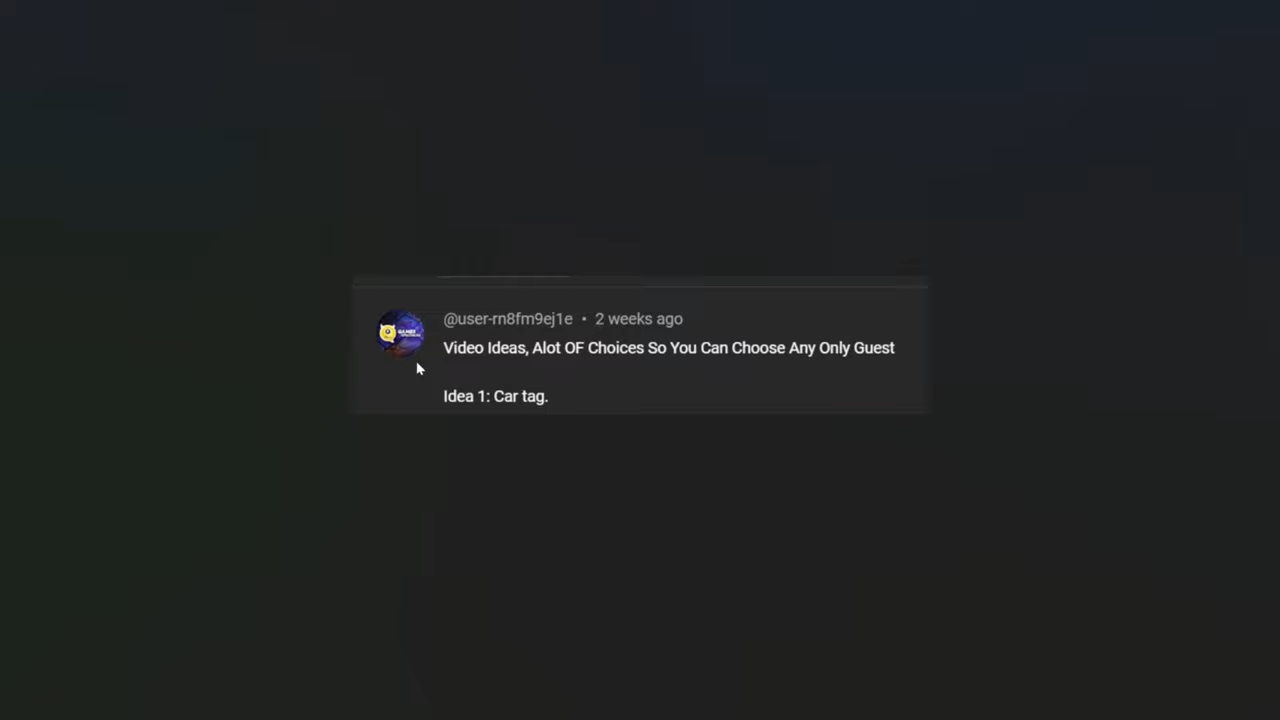 @user-rn8fm9ej1e • 2 weeks ago
Video Ideas, Alot OF Choices So You Can Choose Any Only Guest
Idea 1: Car tag.